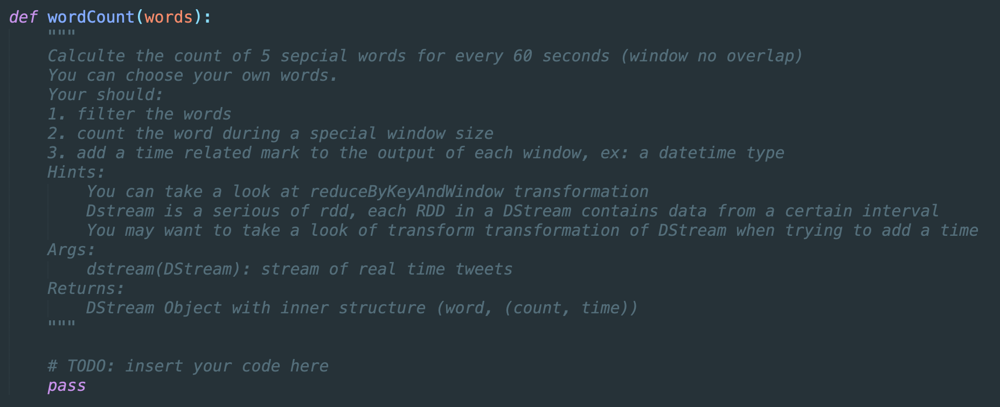 def wordCount(words):
    """
    Calculte the count of 5 sepcial words for every 60 seconds (window no overlap)
    You can choose your own words.
    Your should:
    1. filter the words
    2. count the word during a special window size
    3. add a time related mark to the output of each window, ex: a datetime type
    Hints:
        You can take a look at reduceByKeyAndWindow transformation
        Dstream is a serious of rdd, each RDD in a DStream contains data from a certain interval
        You may want to take a look of transform transformation of DStream when trying to add a time
    Args:
        dstream(DStream): stream of real time tweets
    Returns:
        DStream Object with inner structure (word, (count, time))
    """
    # TODO: insert your code here
    pass